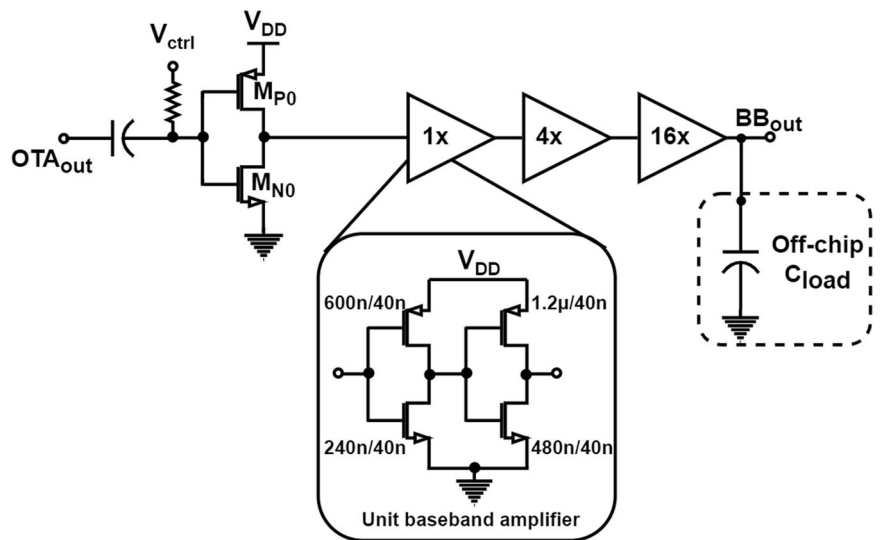 V_ctrl
V_DD
M_P0
OTA_out
M_N0
1x
4x
16x
BB_out
Off-chip
C_load
V_DD
600n/40n
1.2µ/40n
240n/40n
480n/40n
Unit baseband amplifier